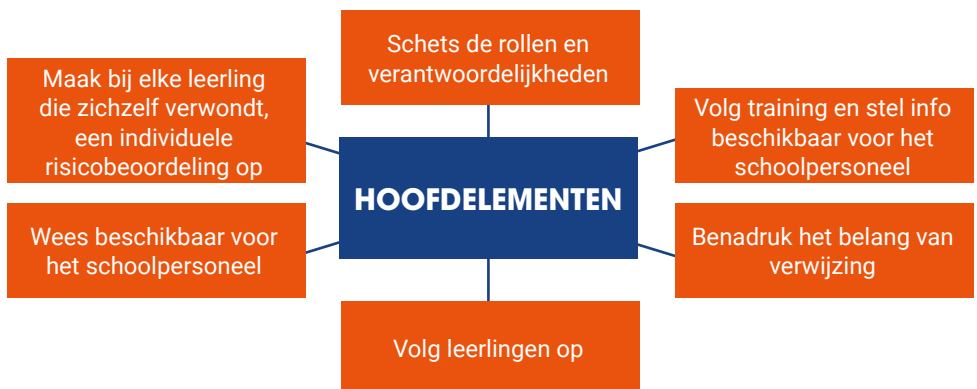 Schets de rollen en
verantwoordelijkheden
Maak bij elke leerling
die zichzelf verwondt,
een individuele
risicobeoordeling op
Volg training en stel info
beschikbaar voor het
schoolpersoneel
HOOFDELEMENTEN
Wees beschikbaar voor
het schoolpersoneel
Benadruk het belang van
verwijzing
Volg leerlingen op